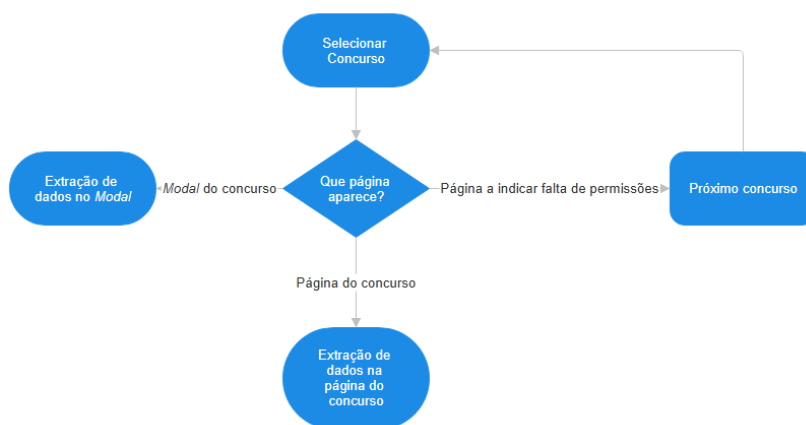 Selecionar
Concurso
Extração de
dados no Modal
Modal do concurso
Que página
aparece?
Página a indicar falta de permissões
Próximo concurso
Página do concurso
Extração de
dados na
página do
concurso